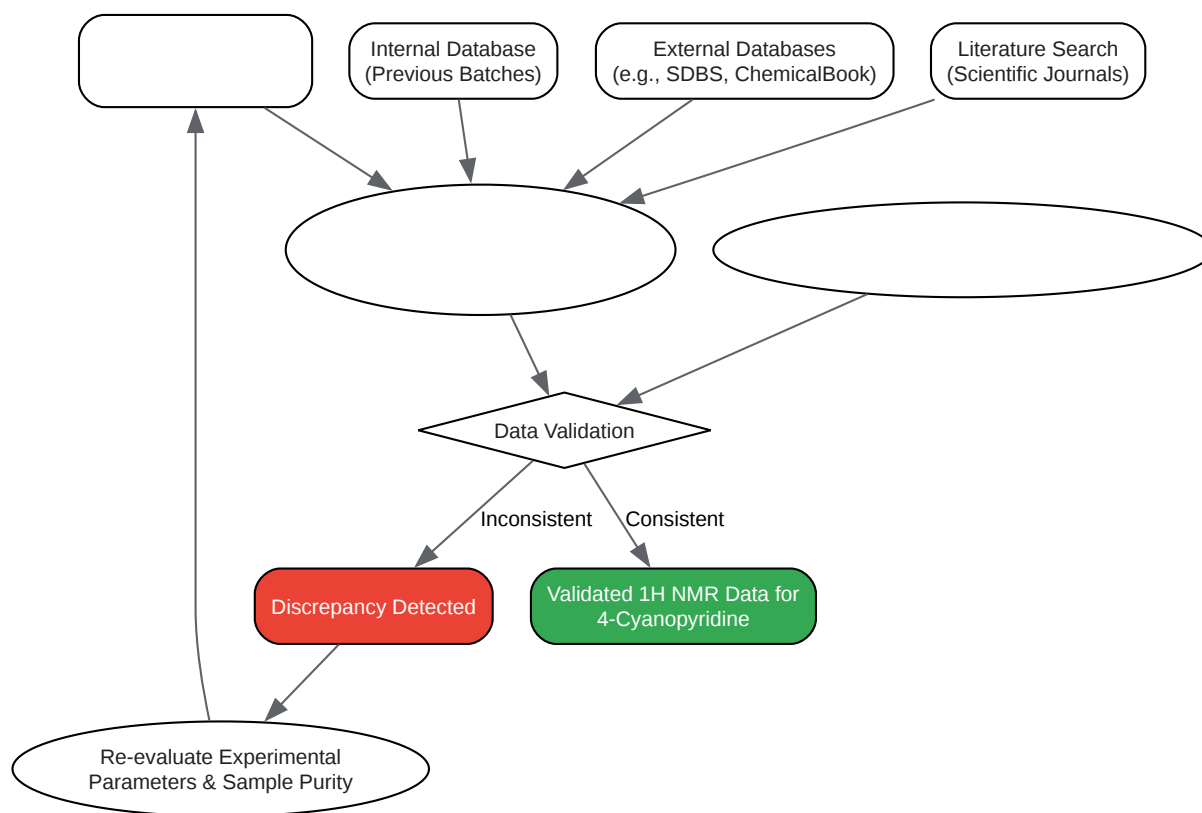 Internal Database
(Previous Batches)
External Databases
(e.g., SDBS, ChemicalBook)
Literature Search
(Scientific Journals)
Data Validation
Inconsistent
Consistent
Discrepancy Detected
Validated 1H NMR Data for
4-Cyanopyridine
Re-evaluate Experimental
Parameters & Sample Purity